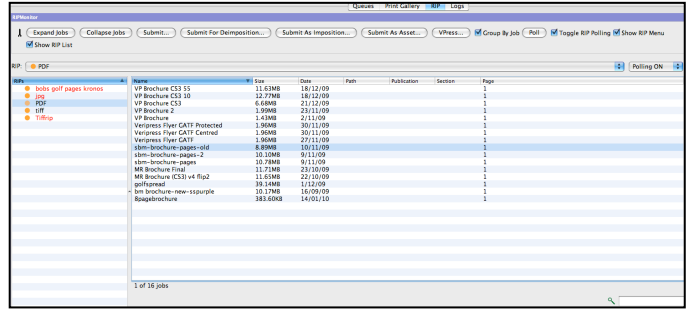 Queues Print Gallery RIP Logs
RIPMonitor
Expand Jobs Collapse Jobs Submit... Submit For Deimposition... Submit As Imposition... Submit As Asset... VPress... Group By Job Poll Toggle RIP Polling Show RIP Menu
Show RIP List
RIP: PDF Polling ON
RIPs Name Size Date Path Publication Section Page
bobs golf pages kronos VP Brochure CS3 SS 11.63MB 18/12/09 1
jpg VP Brochure CS3 10 12.77MB 18/12/09 1
PDF VP Brochure CS3 6.68MB 21/12/09 1
tiff VP Brochure 2 1.99MB 23/11/09 1
Tiffrip VP Brochure 1.43MB 2/11/09 1
Veripress Flyer GATF Protected 1.96MB 30/11/09 1
Veripress Flyer GATF Centred 1.96MB 30/11/09 1
Veripress Flyer GATF 1.96MB 27/11/09 1
sbm-brochure-pages-old 8.89MB 10/11/09 1
sbm-brochure-pages-2 10.10MB 9/11/09 1
sbm-brochure-pages 10.78MB 9/11/09 1
MR Brochure Final 11.71MB 23/10/09 1
MR Brochure (CS3) v4 flip2 11.65MB 22/10/09 1
golfspread 39.14MB 1/12/09 1
bm brochure-new-sspurple 10.17MB 16/09/09 1
8pagebrochure 383.60KB 14/01/10 1
1 of 16 jobs